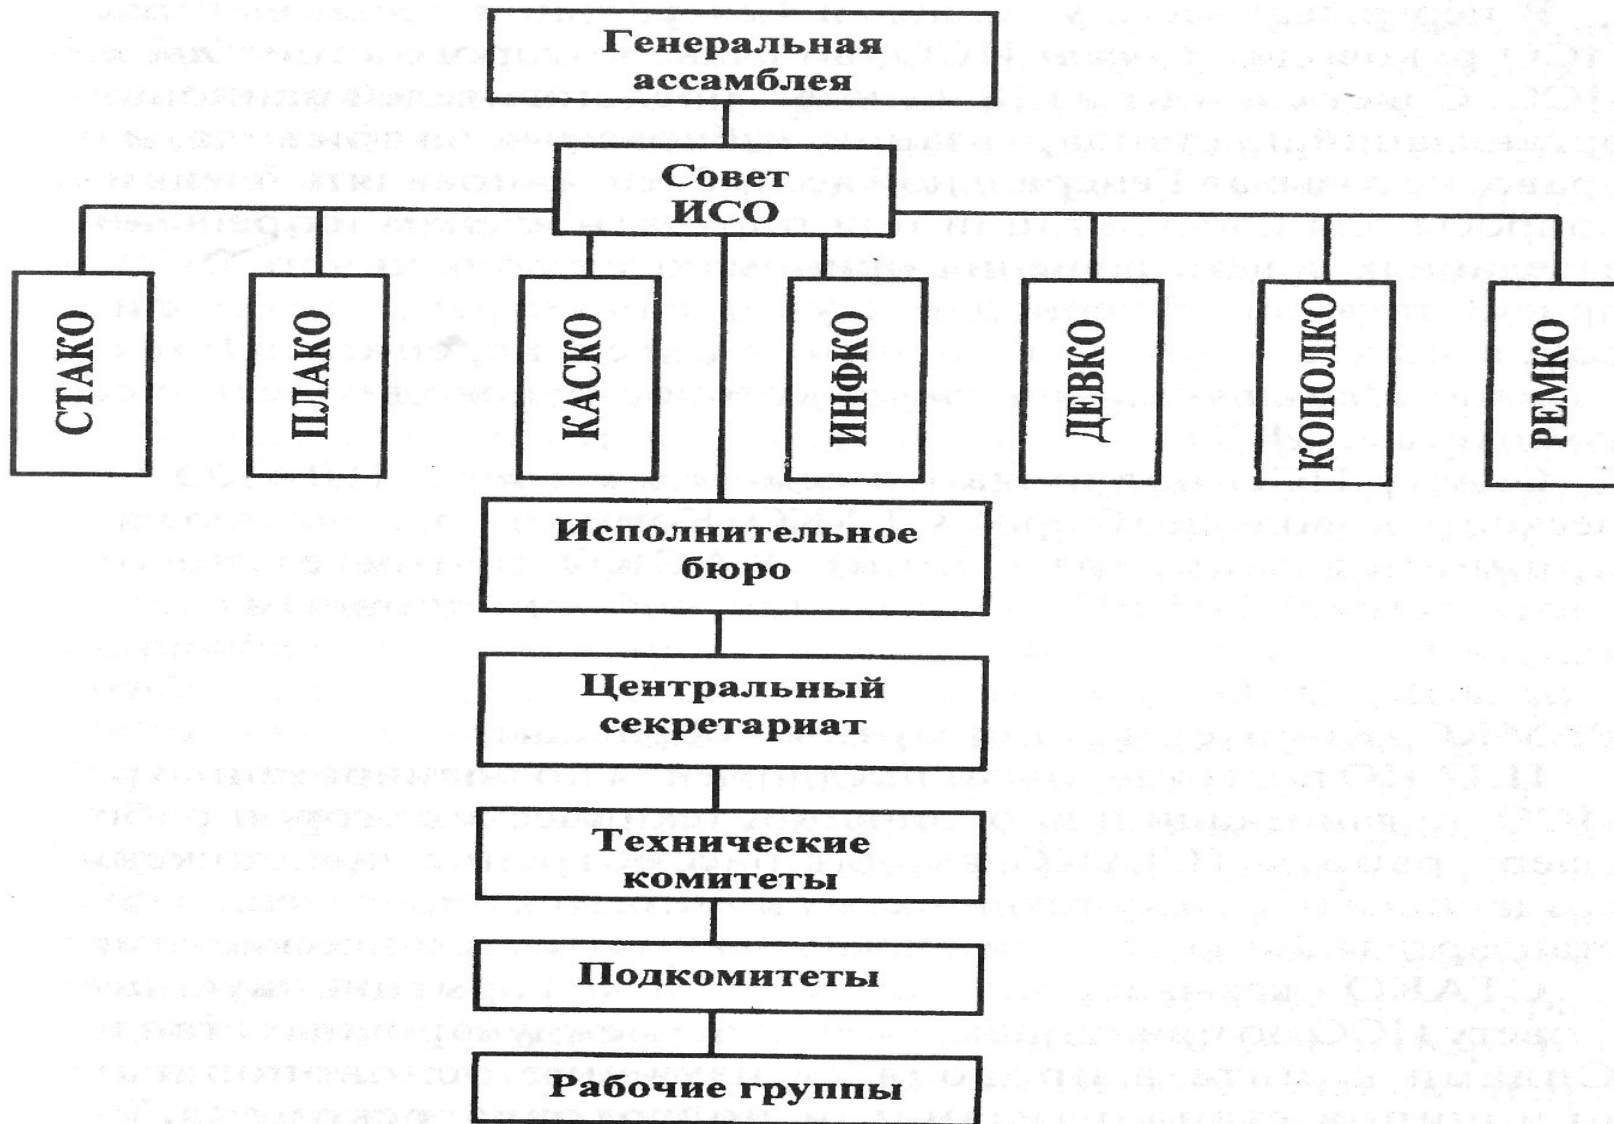 Генеральная
ассамблея
Совет
ИСО
СТАКО
ПЛАКО
КАСКО
ИНФКО
ДЕВКО
КОПОЛКО
РЕМКО
Исполнительное
бюро
Центральный
секретариат
Технические
комитеты
Подкомитеты
Рабочие группы